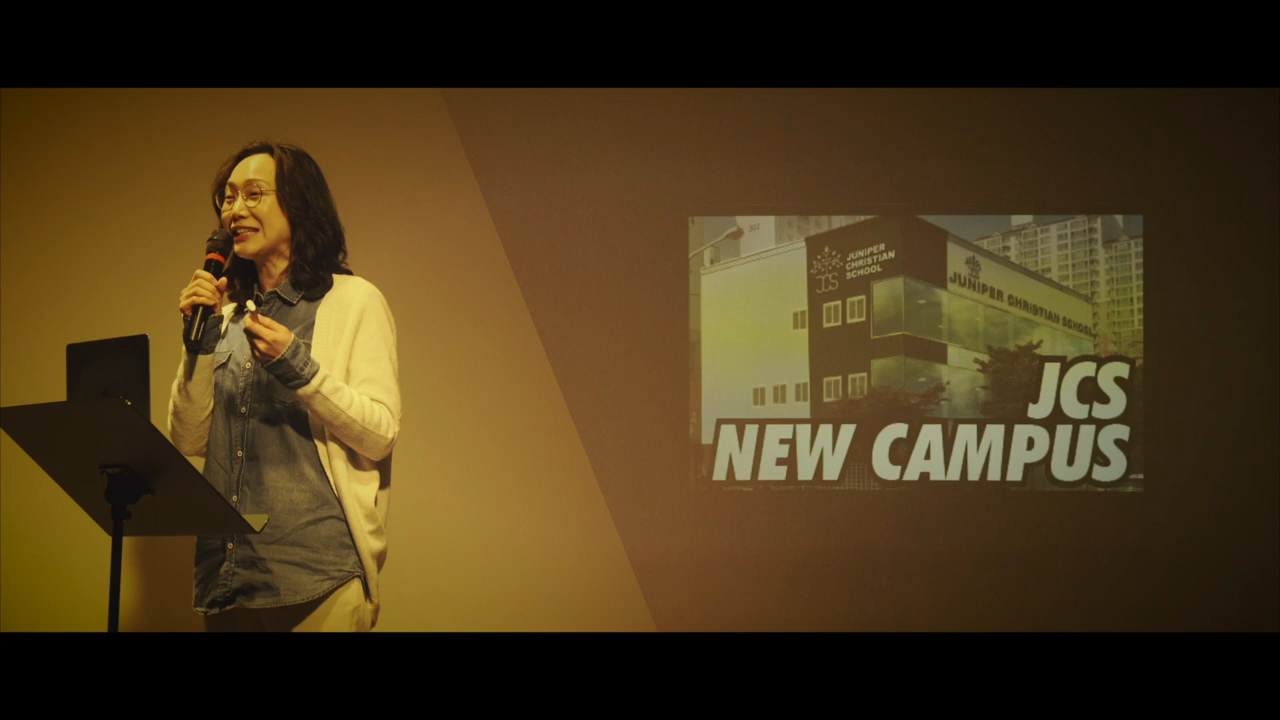 JUNIPER
CHRISTIAN
SCHOOL
JCS
JUNIPER CHRISTIAN SCHOOL
JCS
NEW CAMPUS